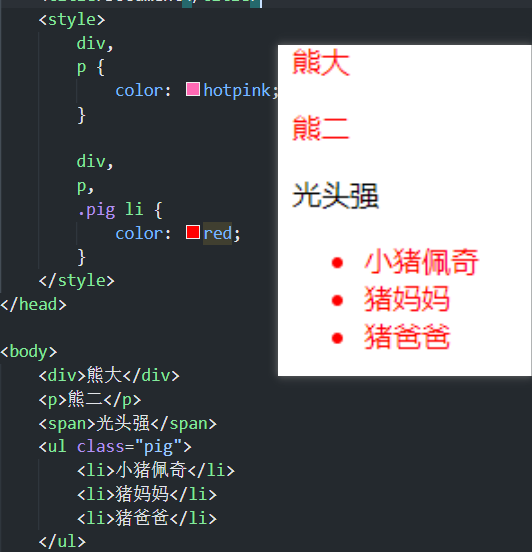 <style>
div,
p {
color: hotpink;
}
div,
p,
.pig li {
color: red;
}
</style>
</head>
<body>
<div>熊大</div>
<p>熊二</p>
<span>光头强</span>
<ul class="pig">
<li>小猪佩奇</li>
<li>猪妈妈</li>
<li>猪爸爸</li>
</ul>
熊大
熊二
光头强
小猪佩奇
猪妈妈
猪爸爸